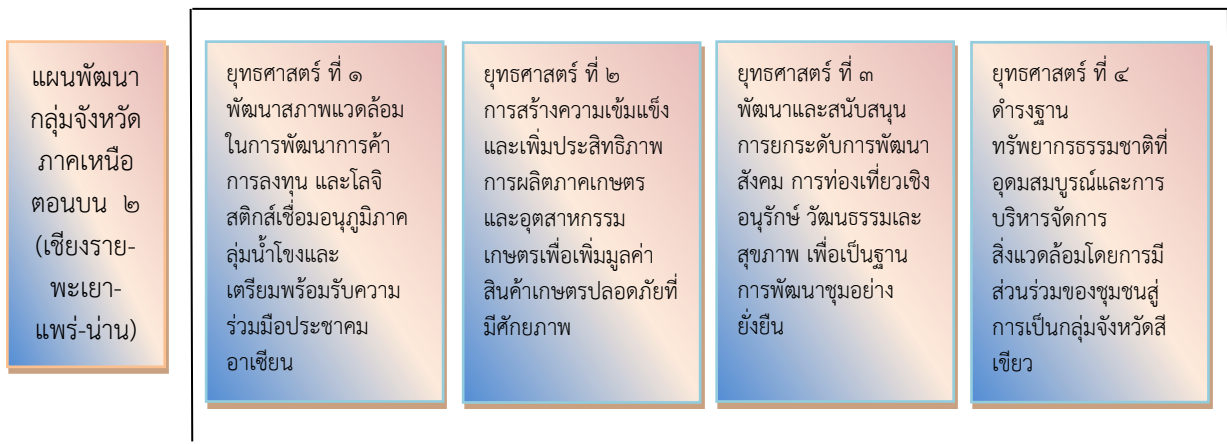 แผนพัฒนา
กลุ่มจังหวัด
ภาคเหนือ
ตอนบน ๒
(เชียงราย-
พะเยา-
แพร่-น่าน)
ยุทธศาสตร์ ที่ ๑
พัฒนาสภาพแวดล้อม
ในการพัฒนาการค้า
การลงทุน และโลจิ
สติกส์เชื่อมอนุภูมิภาค
ลุ่มน้ำโขงและ
เตรียมพร้อมรับความ
ร่วมมือประชาคม
อาเซียน
ยุทธศาสตร์ ที่ ๒
การสร้างความเข้มแข็ง
และเพิ่มประสิทธิภาพ
การผลิตภาคเกษตร
และอุตสาหกรรม
เกษตรเพื่อเพิ่มมูลค่า
สินค้าเกษตรปลอดภัยที่
มีศักยภาพ
ยุทธศาสตร์ ที่ ๓
พัฒนาและสนับสนุน
การยกระดับการพัฒนา
สังคม การท่องเที่ยวเชิง
อนุรักษ์ วัฒนธรรมเละ
สุขภาพ เพื่อเป็นฐาน
การพัฒนาชุมอย่าง
ยั่งยืน
ยุทธศาสตร์ ที่ ๔
ดำรงฐาน
ทรัพยากรธรรมชาติที่
อุดมสมบูรณ์และการ
บริหารจัดการ
สิ่งแวดล้อมโดยการมี
ส่วนร่วมของชุมชนสู่
การเป็นกลุ่มจังหวัดสี
เขียว